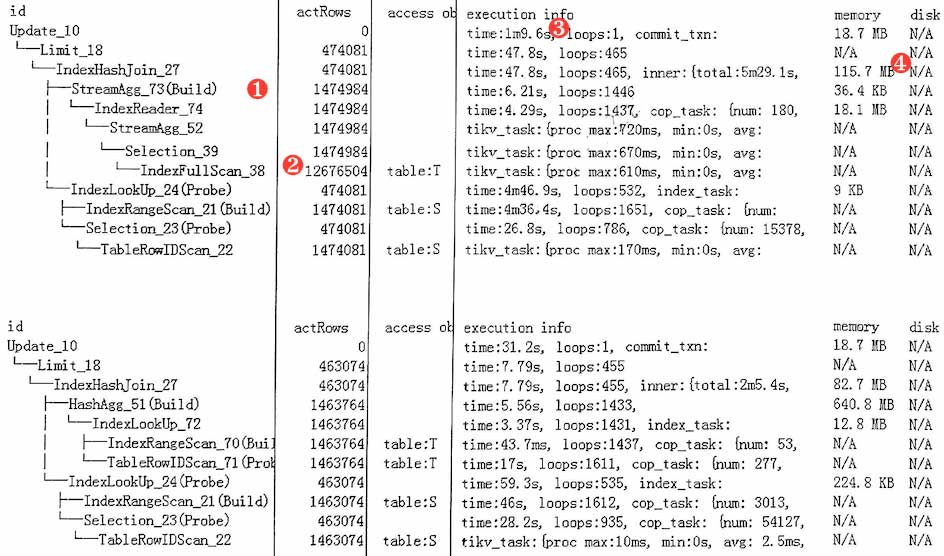 id actRows access ob execution info memory disk
Update_10 0 time:1m9.6s, loops:1, commit_txn: 18.7 MB N/A
└─Limit_18 474081 time:47.8s, loops:465 N/A N/A
└─IndexHashJoin_27 474081 time:47.8s, loops:465, inner:{total:5m29.1s, 115.7 MB N/A
├─StreamAgg_73(Build) 1474984 time:6.21s, loops:1446 36.4 KB N/A
│ └─IndexReader_74 1474984 time:4.29s, loops:1437, cop_task: {num: 180, 18.1 MB N/A
│ └─StreamAgg_52 1474984 tikv_task:{proc max:720ms, min:0s, avg: N/A N/A
│ └─Selection_39 1474984 tikv_task:{proc max:670ms, min:0s, avg: N/A N/A
│ └─IndexFullScan_38 12676504 table:T tikv_task:{proc max:610ms, min:0s, avg: N/A N/A
└─IndexLookUp_24(Probe) 474081 time:4m46.9s, loops:532, index_task: 9 KB N/A
├─IndexRangeScan_21(Build) 1474081 table:S time:4m36.4s, loops:1651, cop_task: {num: N/A N/A
└─Selection_23(Probe) 474081 time:26.8s, loops:786, cop_task: {num: 15378, N/A N/A
└─TableRowIDScan_22 1474081 table:S tikv_task:{proc max:170ms, min:0s, avg: N/A N/A
1
2
3
4
id actRows access ob execution info memory disk
Update_10 0 time:31.2s, loops:1, commit_txn: 18.7 MB N/A
└─Limit_18 463074 time:7.79s, loops:455 N/A N/A
└─IndexHashJoin_27 463074 time:7.79s, loops:455, inner:{total:2m5.4s, 82.7 MB N/A
├─HashAgg_51(Build) 1463764 time:5.56s, loops:1433, 640.8 MB N/A
│ └─IndexLookUp_72 1463764 time:3.37s, loops:1431, index_task: 12.8 MB N/A
│ ├─IndexRangeScan_70(Buil 1463764 table:T time:43.7ms, loops:1437, cop_task: {num: 53, N/A N/A
│ └─TableRowIDScan_71(Prob 1463764 table:T time:17s, loops:1611, cop_task: {num: 277, N/A N/A
└─IndexLookUp_24(Probe) 463074 time:59.3s, loops:535, index_task: 224.8 KB N/A
├─IndexRangeScan_21(Build) 1463074 table:S time:46s, loops:1612, cop_task: {num: 3013, N/A N/A
└─Selection_23(Probe) 463074 time:28.2s, loops:935, cop_task: {num: 54127, N/A N/A
└─TableRowIDScan_22 1463074 table:S tikv_task:{proc max:10ms, min:0s, avg: 2.5ms, N/A N/A